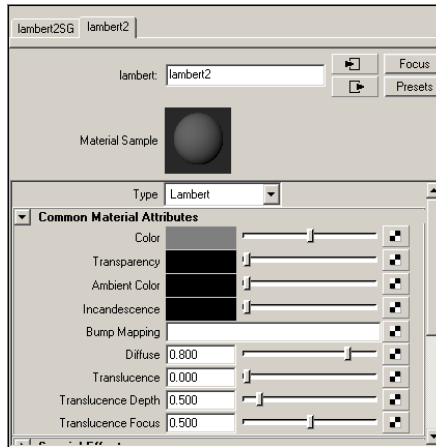 lambert2SG lambert2
lambert: lambert2 Focus
Presets
Material Sample
Type Lambert
Common Material Attributes
Color
Transparency
Ambient Color
Incandescence
Bump Mapping
Diffuse 0.800
Translucence 0.000
Translucence Depth 0.500
Translucence Focus 0.500